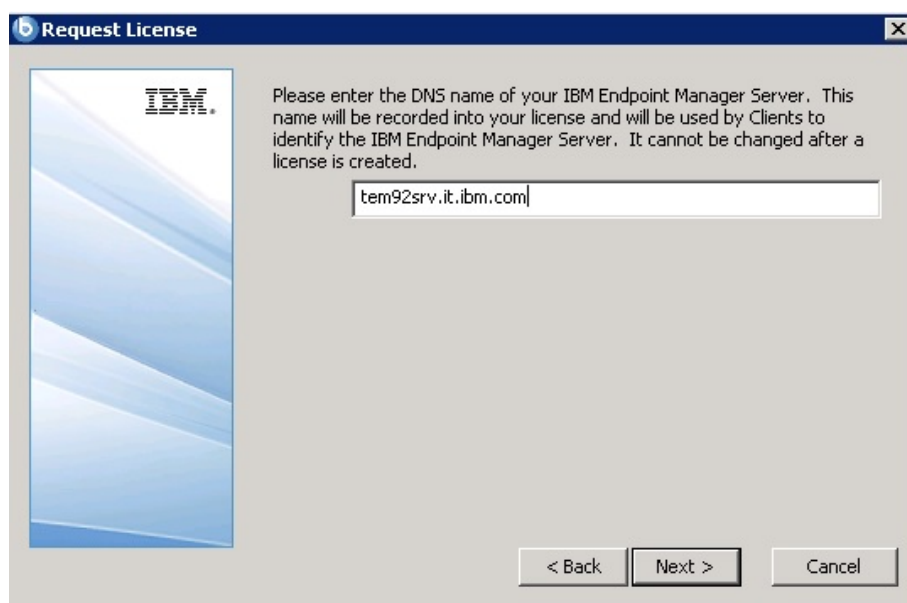 Request License
IBM.
Please enter the DNS name of your IBM Endpoint Manager Server. This
name will be recorded into your license and will be used by Clients to
identify the IBM Endpoint Manager Server. It cannot be changed after a
license is created.
tem92srv.it.ibm.com
< Back
Next >
Cancel